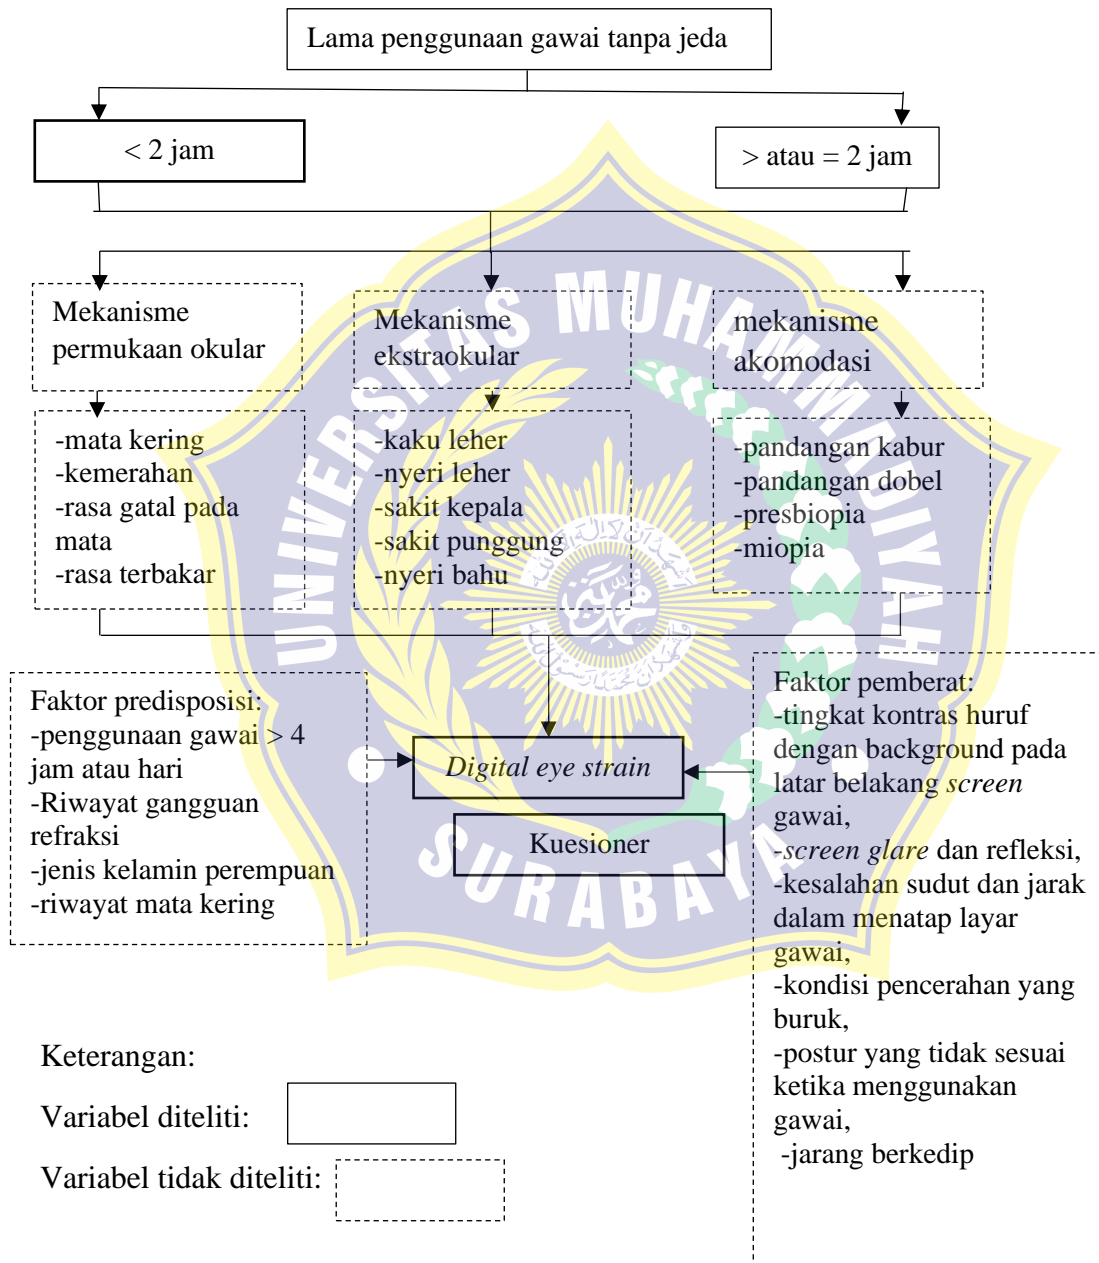 Lama penggunaan gawai tanpa jeda
< 2 jam
> atau = 2 jam
Mekanisme
permukaan okular
Mekanisme
ekstraokular
mekanisme
akomodasi
-mata kering
-kemerahan
-rasa gatal pada
mata
-rasa terbakar
-kaku leher
-nyeri leher
-sakit kepala
-sakit punggung
-nyeri bahu
-pandangan kabur
-pandangan dobel
-presbiopia
-miopia
Faktor predisposisi:
-penggunaan gawai > 4
jam atau hari
-Riwayat gangguan
refraksi
-jenis kelamin perempuan
-riwayat mata kering
Digital eye strain
Kuesioner
Faktor pemberat:
-tingkat kontras huruf
dengan background pada
latar belakang screen
gawai,
-screen glare dan refleksi,
-kesalahan sudut dan jarak
dalam menatap layar
gawai,
-kondisi pencerahan yang
buruk,
-postur yang tidak sesuai
ketika menggunakan
gawai,
-jarang berkedip
Keterangan:
Variabel diteliti:
Variabel tidak diteliti:
UNIVERSITAS MUHAMMADIYAH
SURABAYA